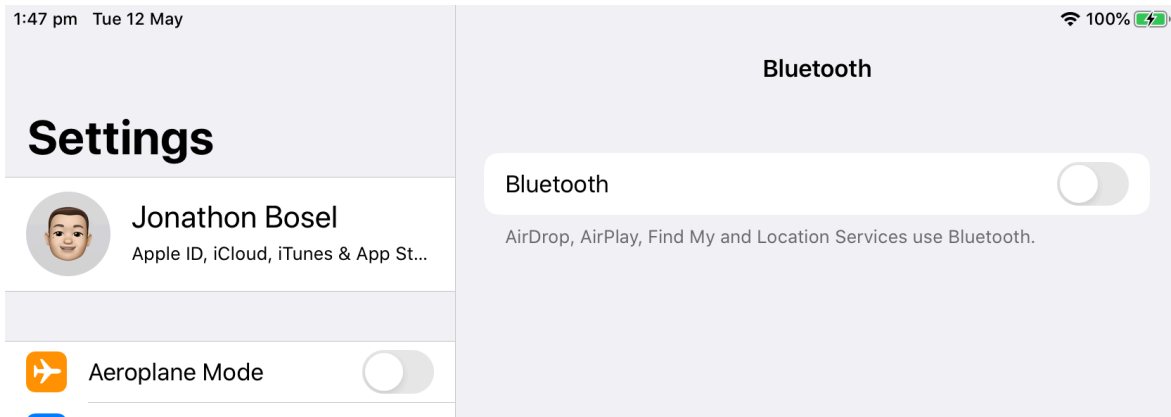 1:47 pm Tue 12 May
100%
Settings
Jonathon Bosel
Apple ID, iCloud, iTunes & App St...
Aeroplane Mode
Bluetooth
Bluetooth
AirDrop, AirPlay, Find My and Location Services use Bluetooth.